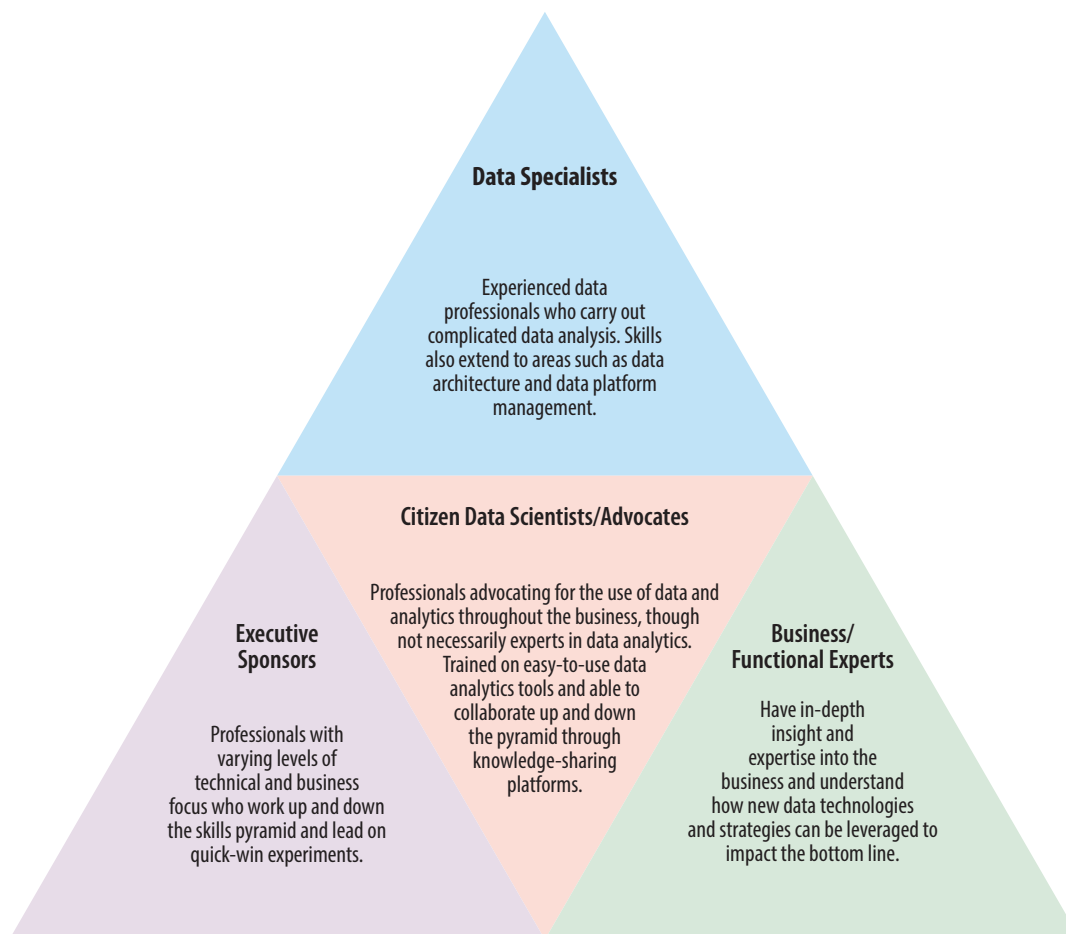 Data Specialists
Experienced data
professionals who carry out
complicated data analysis. Skills
also extend to areas such as data
architecture and data platform
management.
Citizen Data Scientists/Advocates
Professionals advocating for the use of data and
analytics throughout the business, though
not necessarily experts in data analytics.
Trained on easy-to-use data
analytics tools and able to
collaborate up and down
the pyramid through
knowledge-sharing
platforms.
Executive
Sponsors
Professionals with
varying levels of
technical and business
focus who work up and down
the skills pyramid and lead on
quick-win experiments.
Business/
Functional Experts
Have in-depth
insight and
expertise into the
business and understand
how new data technologies
and strategies can be leveraged to
impact the bottom line.